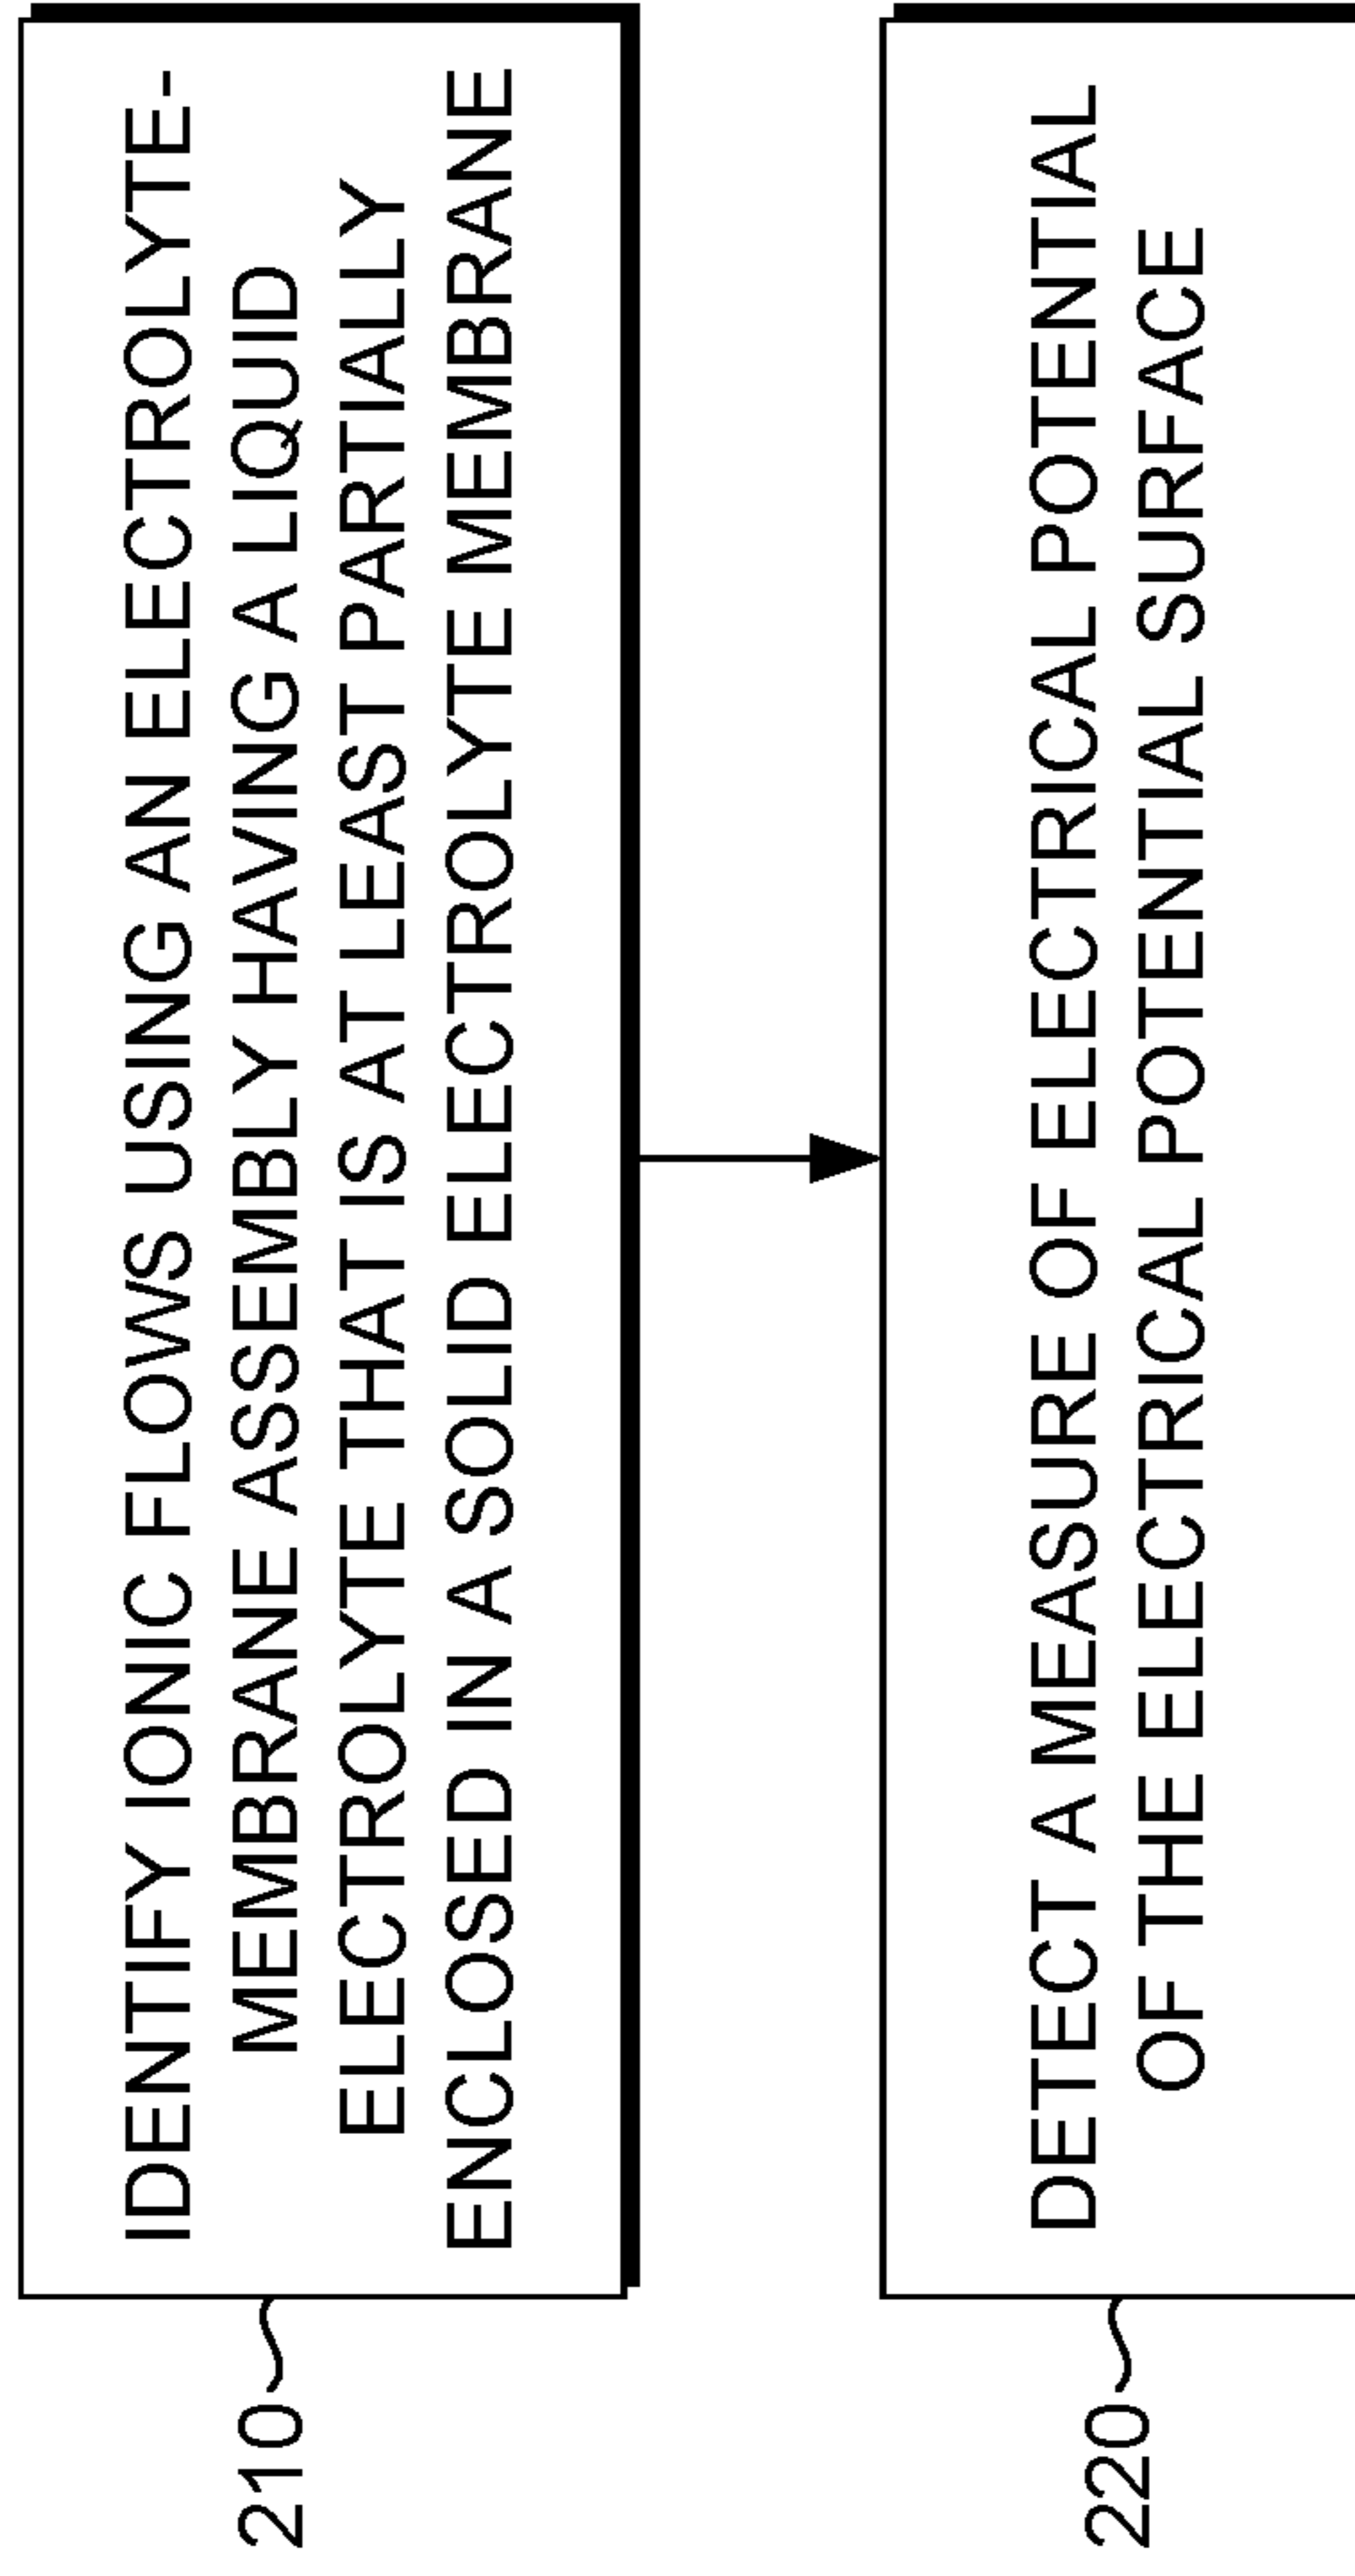 IDENTIFY IONIC FLOWS USING AN ELECTROLYTE-
MEMBRANE ASSEMBLY HAVING A LIQUID
ELECTROLYTE THAT IS AT LEAST PARTIALLY
ENCLOSED IN A SOLID ELECTROLYTE MEMBRANE
210
DETECT A MEASURE OF ELECTRICAL POTENTIAL
OF THE ELECTRICAL POTENTIAL SURFACE
220